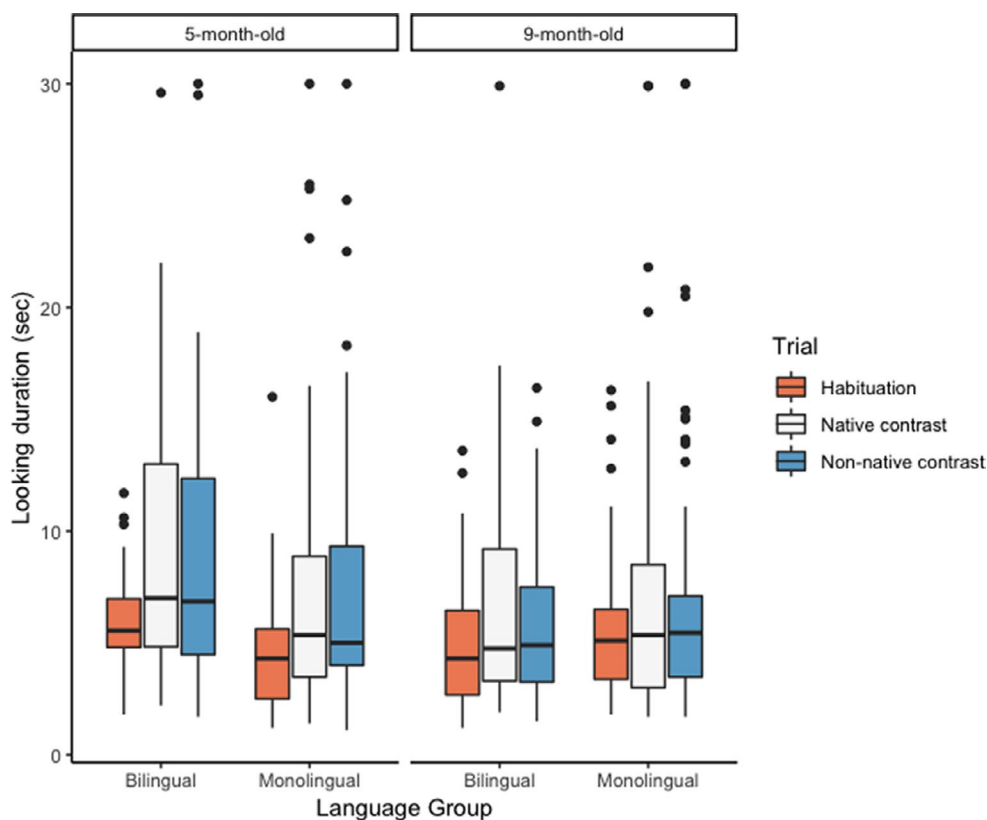 5-month-old
9-month-old
30
20
10
0
Looking duration (sec)
Bilingual
Monolingual
Bilingual
Monolingual
Language Group
Trial
Habituation
Native contrast
Non-native contrast